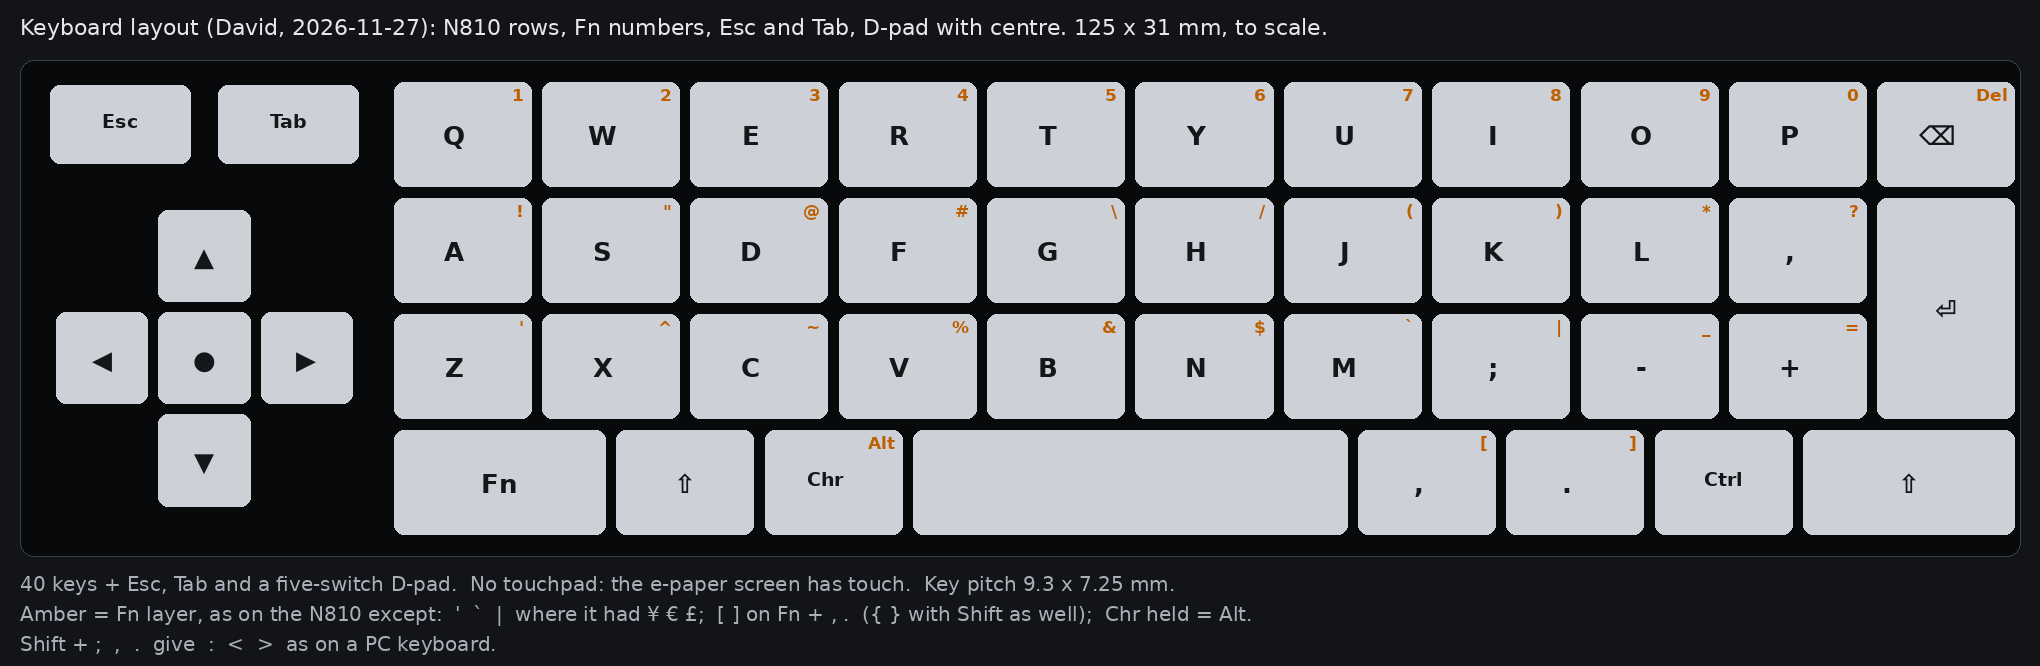 Keyboard layout (David, 2026-11-27): N810 rows, Fn numbers, Esc and Tab, D-pad with centre. 125 x 31 mm, to scale.
Esc Tab
1 2 3 4 5 6 7 8 9 0 Del
Q W E R T Y U I O P ⌫
! " @ # \ / ( ) * ?
A S D F G H J K L ,
▲
⏎
' ^ ~ % & $ ` | _ =
◀ ● ▶ Z X C V B N M ; - +
Alt [ ]
▼ Fn ⇧ Chr , . Ctrl ⇧
40 keys + Esc, Tab and a five-switch D-pad. No touchpad: the e-paper screen has touch. Key pitch 9.3 x 7.25 mm.
Amber = Fn layer, as on the N810 except: ' ` | where it had ¥ € £; [ ] on Fn + , . ({ } with Shift as well); Chr held = Alt.
Shift + ; , . give : < > as on a PC keyboard.